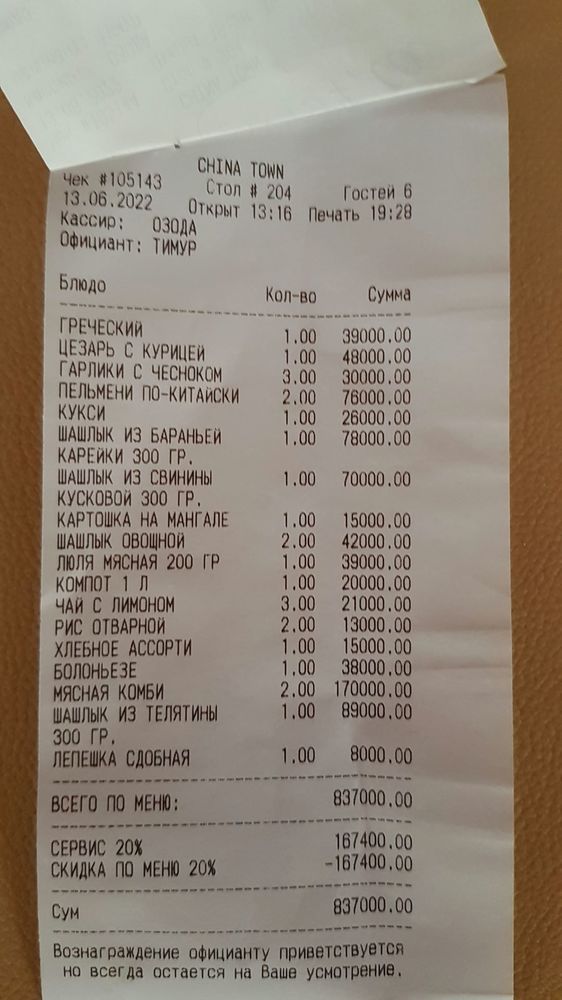 CHINA TOWN
Чек #105143 Стол # 204 Гостей 6
13.06.2022 Открыт 13:16 Печать 19:28
Кассир: ОЗОДА
Официант: ТИМУР
Блюдо Кол-во Сумма
ГРЕЧЕСКИЙ 1.00 39000.00
ЦЕЗАРЬ С КУРИЦЕЙ 1.00 48000.00
ГАРЛИКИ С ЧЕСНОКОМ 3.00 30000.00
ПЕЛЬМЕНИ ПО-КИТАЙСКИ 2.00 76000.00
КУКСИ 1.00 26000.00
ШАШЛЫК ИЗ БАРАНЬЕЙ 1.00 78000.00
КАРЕЙКИ 300 ГР.
ШАШЛЫК ИЗ СВИНИНЫ 1.00 70000.00
КУСКОВОЙ 300 ГР.
КАРТОШКА НА МАНГАЛЕ 1.00 15000.00
ШАШЛЫК ОВОЩНОЙ 2.00 42000.00
ЛЮЛЯ МЯСНАЯ 200 ГР 1.00 39000.00
КОМПОТ 1 Л 1.00 20000.00
ЧАЙ С ЛИМОНОМ 3.00 21000.00
РИС ОТВАРНОЙ 2.00 13000.00
ХЛЕБНОЕ АССОРТИ 1.00 15000.00
БОЛОНЬЕЗЕ 1.00 38000.00
МЯСНАЯ КОМБИ 2.00 170000.00
ШАШЛЫК ИЗ ТЕЛЯТИНЫ 1.00 89000.00
300 ГР.
ЛЕПЕШКА СДОБНАЯ 1.00 8000.00
ВСЕГО ПО МЕНЮ: 837000.00
СЕРВИС 20% 167400.00
СКИДКА ПО МЕНЮ 20% -167400.00
Сум 837000.00
Вознаграждение официанту приветствуется
но всегда остается на Ваше усмотрение.